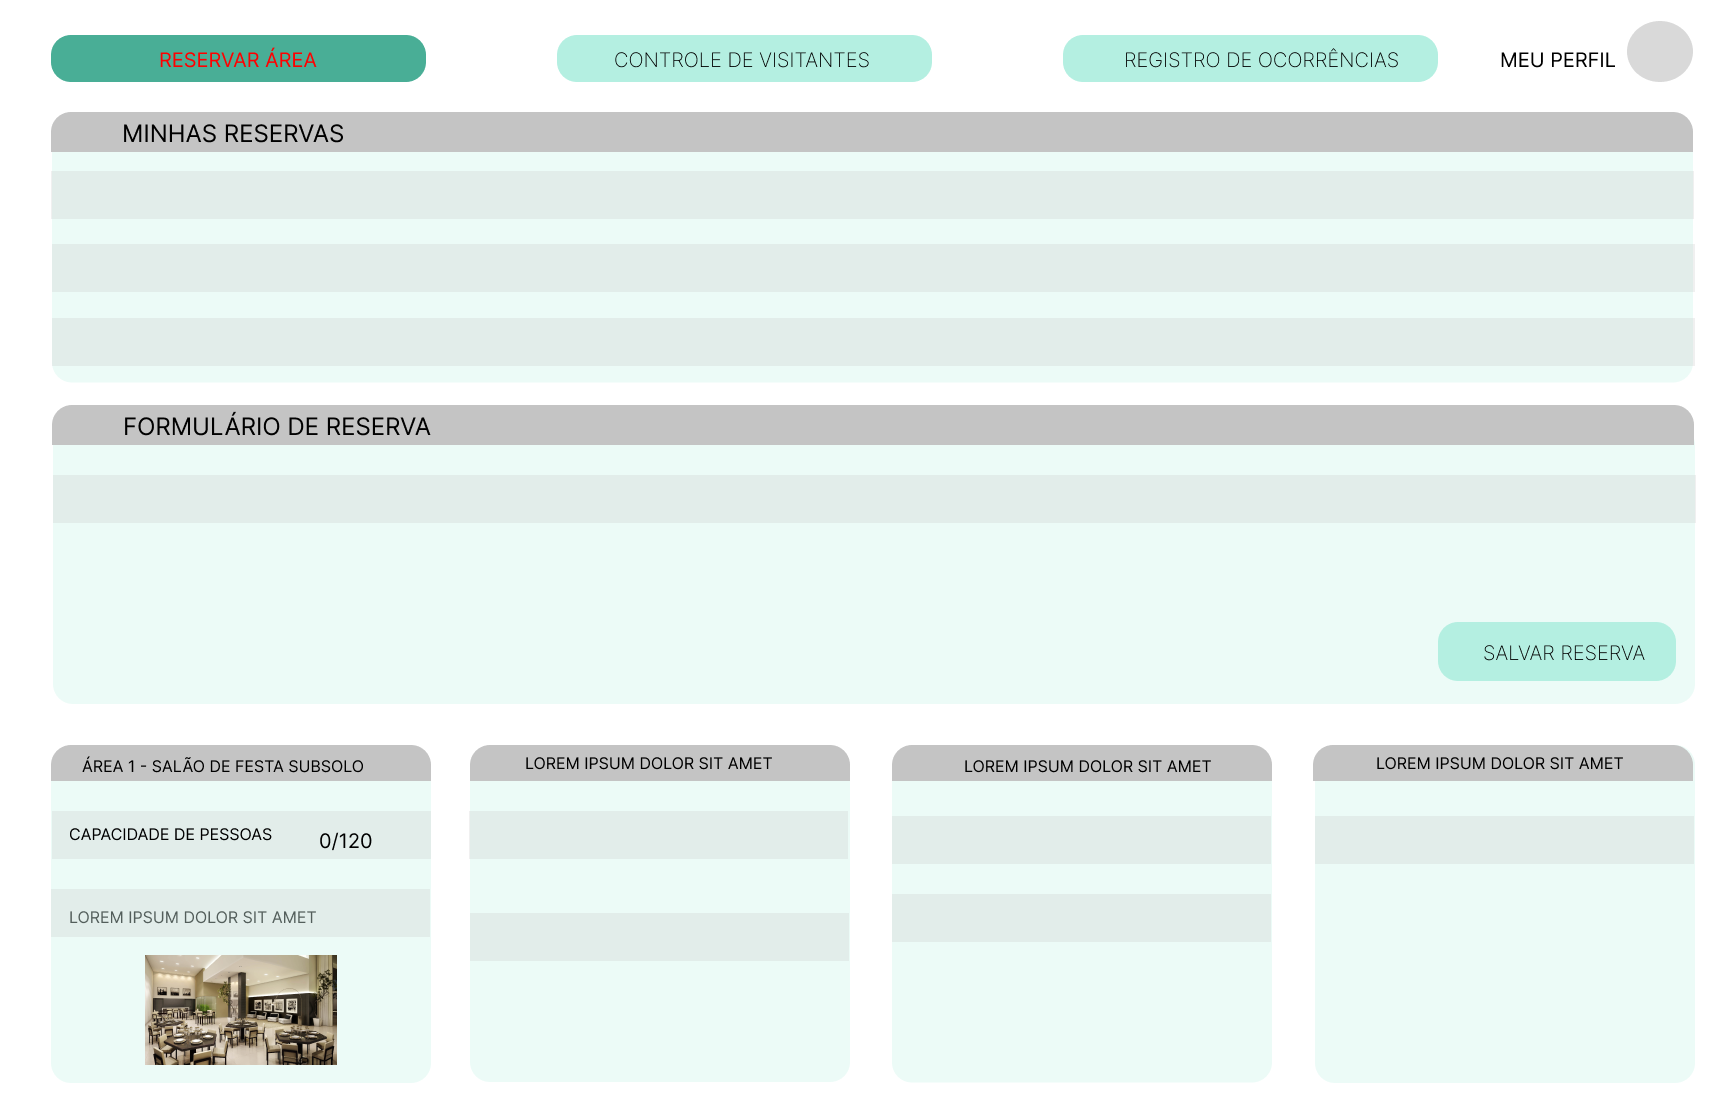 RESERVAR ÁREA
CONTROLE DE VISITANTES
REGISTRO DE OCORRÊNCIAS
MEU PERFIL
MINHAS RESERVAS
FORMULÁRIO DE RESERVA
SALVAR RESERVA
ÁREA 1 - SALÃO DE FESTA SUBSOLO
CAPACIDADE DE PESSOAS 0/120
LOREM IPSUM DOLOR SIT AMET
LOREM IPSUM DOLOR SIT AMET
LOREM IPSUM DOLOR SIT AMET
LOREM IPSUM DOLOR SIT AMET